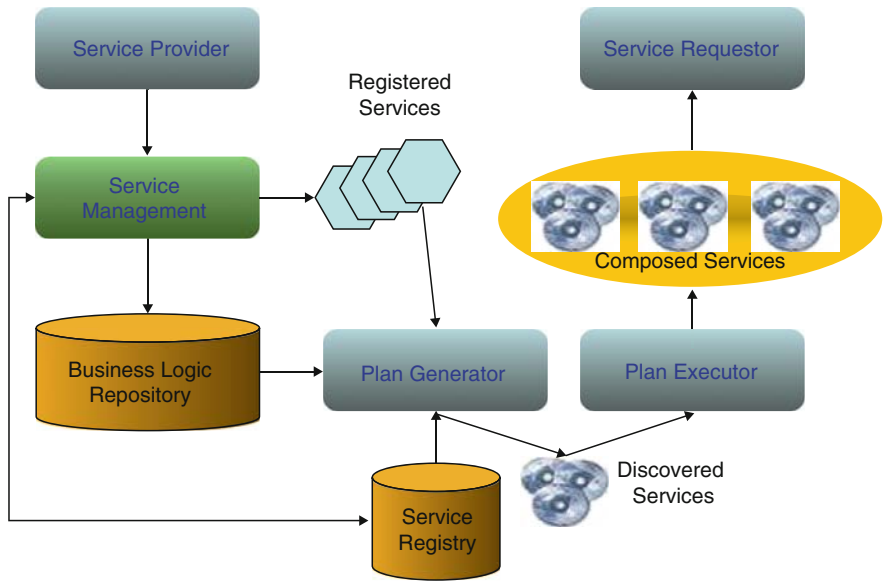 Service Provider
Service Requestor
Registered
Services
Service
Management
Composed Services
Business Logic
Repository
Plan Generator
Plan Executor
Discovered
Services
Service
Registry